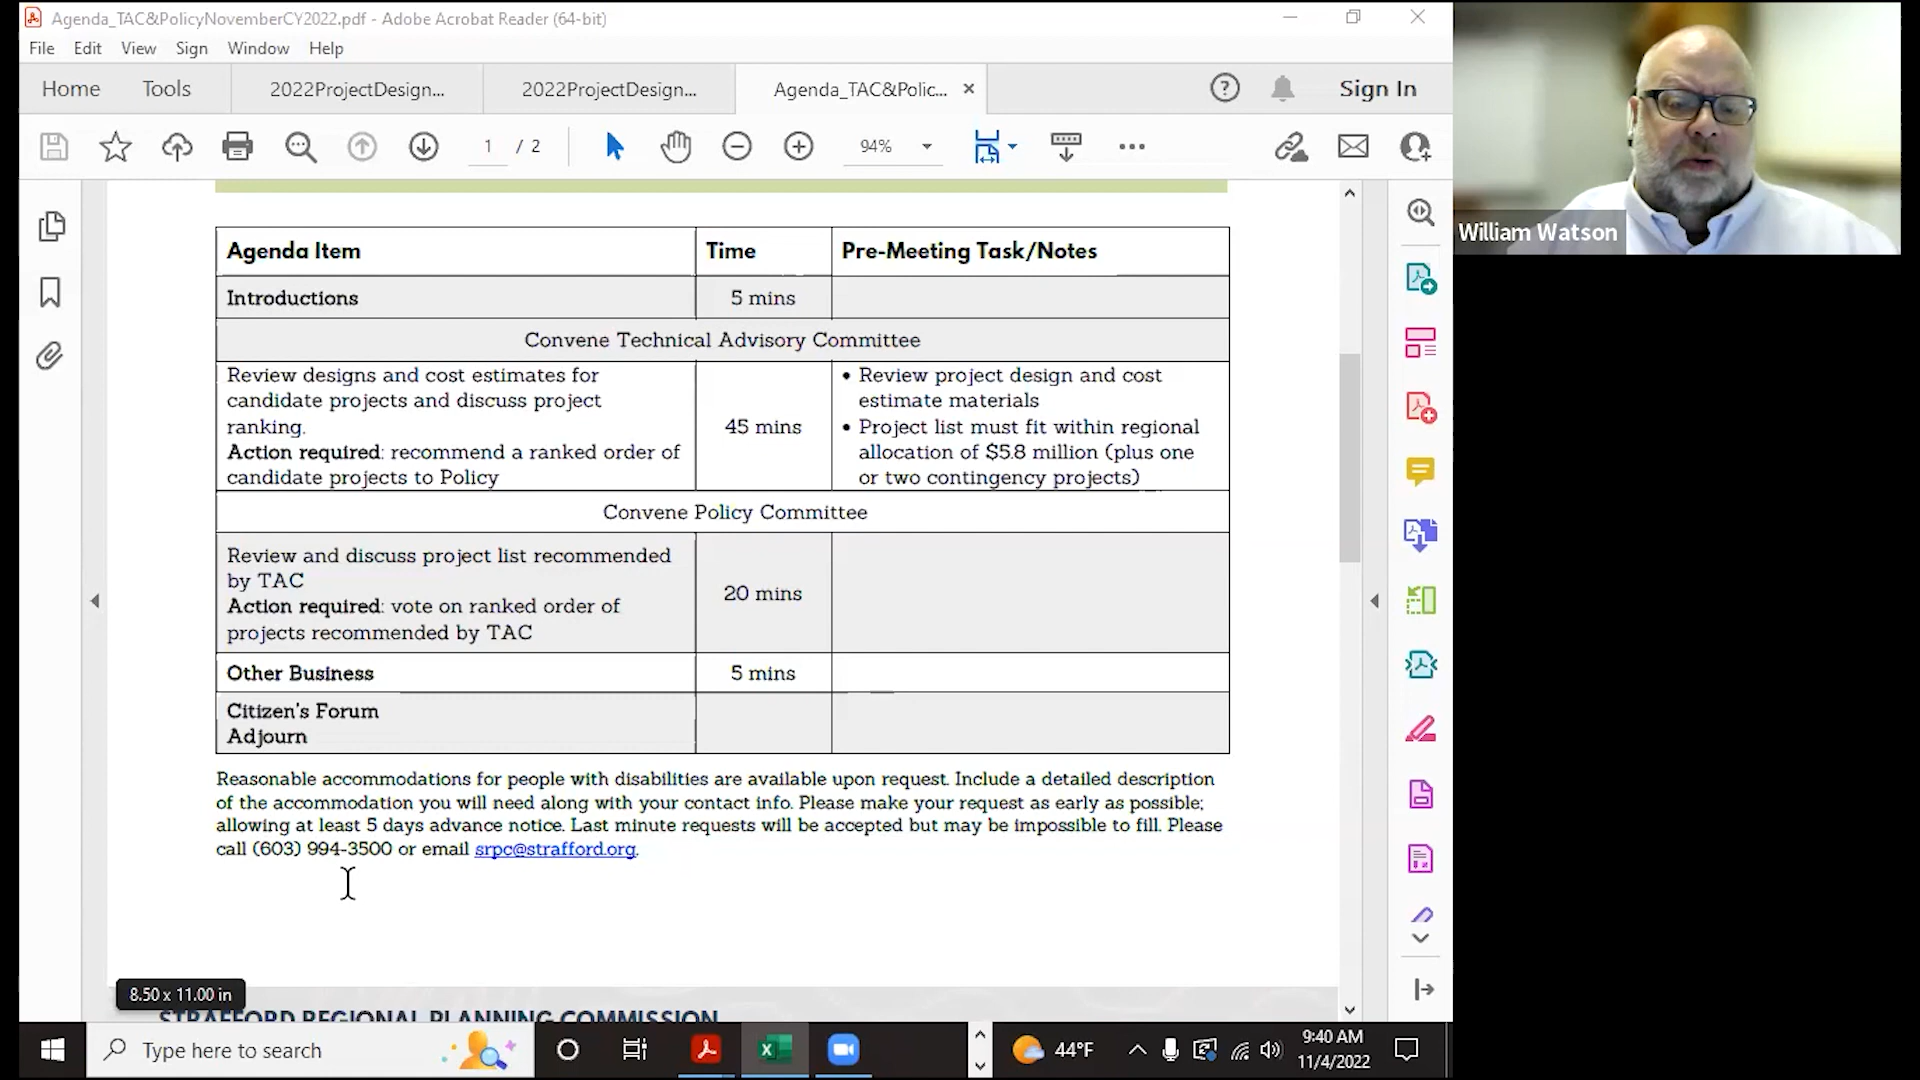 Agenda_TAC&PolicyNovemberCY2022.pdf - Adobe Acrobat Reader (64-bit)
File Edit View Sign Window Help
Home Tools 2022ProjectDesign... 2022ProjectDesign... Agenda_TAC&Polic... Sign In
1 / 2 94%
William Watson
Agenda Item Time Pre-Meeting Task/Notes
Introductions 5 mins
Convene Technical Advisory Committee
Review designs and cost estimates for
candidate projects and discuss project
ranking.
Action required: recommend a ranked order of
candidate projects to Policy
45 mins
• Review project design and cost
estimate materials
• Project list must fit within regional
allocation of $5.8 million (plus one
or two contingency projects)
Convene Policy Committee
Review and discuss project list recommended
by TAC
Action required: vote on ranked order of
projects recommended by TAC
20 mins
Other Business 5 mins
Citizen's Forum
Adjourn
Reasonable accommodations for people with disabilities are available upon request. Include a detailed description
of the accommodation you will need along with your contact info. Please make your request as early as possible;
allowing at least 5 days advance notice. Last minute requests will be accepted but may be impossible to fill. Please
call (603) 994-3500 or email srpc@strafford.org.
8.50 x 11.00 in
STRAFFORD REGIONAL PLANNING COMMISSION
Type here to search
44°F
9:40 AM
11/4/2022